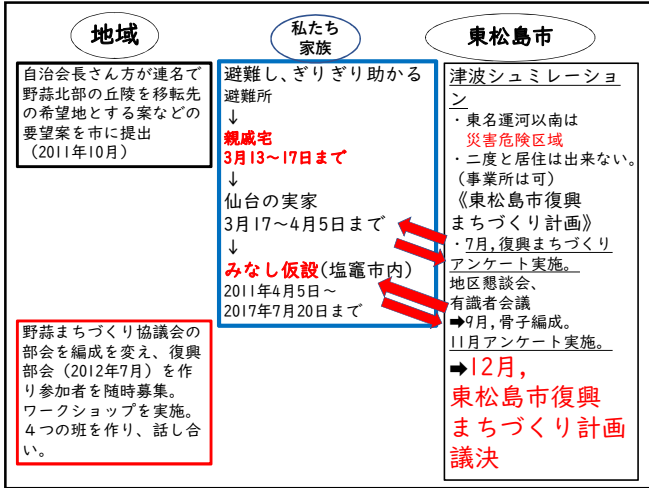 地域
自治会長さん方が連名で
野蒜北部の丘陵を移転先
の希望地とする案などの
要望案を市に提出
（2011年10月）
野蒜まちづくり協議会の
部会を編成を変え、復興
部会（2012年7月）を作
り参加者を随時募集。
ワークショップを実施。
４つの班を作り、話し合
い。
私たち
家族
避難し、ぎりぎり助かる
避難所
↓
親戚宅
3月13～17日まで
↓
仙台の実家
3月17～4月5日まで
↓
みなし仮設(塩竈市内)
2011年4月5日～
2017年7月20日まで
東松島市
津波シュミレーショ
ン
・東名運河以南は
災害危険区域
・二度と居住は出来ない。
（事業所は可）
《東松島市復興
まちづくり計画》
・7月,復興まちづくり
アンケート実施。
地区懇談会、
有識者会議
➡9月,骨子編成。
11月アンケート実施。
➡12月,
東松島市復興
まちづくり計画
議決